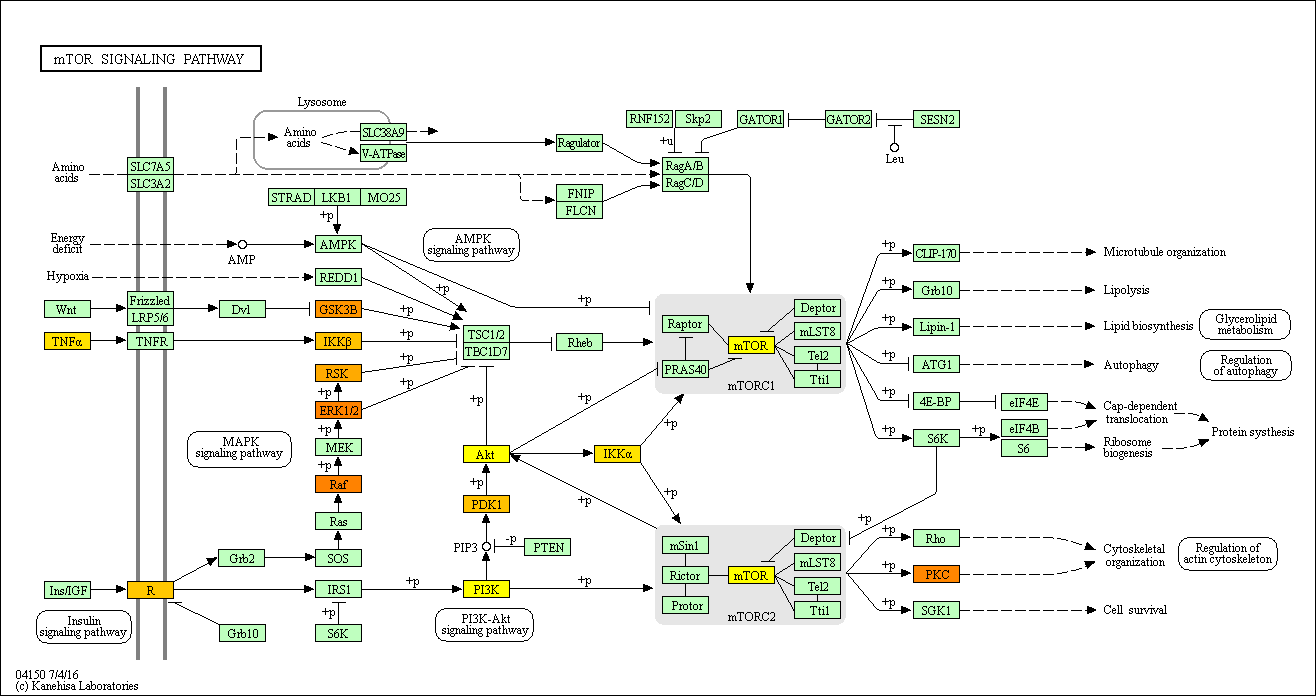 mTOR SIGNALING PATHWAY
Lysosome
Amino
acids
SLC38A9
V-ATPase
Ragulator
RNF152
Skp2
+u
GATOR1
GATOR2
SESN2
Leu
Amino
acids
SLC7A5
SLC3A2
RagA/B
RagC/D
FNIP
FLCN
STRAD
LKB1
MO25
+p
Energy
deficit
AMP
AMPK
AMPK
signaling pathway
Hypoxia
REDD1
+p
+p
Wnt
Frizzled
LRP5/6
Dvl
GSK3B
+p
TNFα
TNFR
IKKβ
+p
TSC1/2
TBC1D7
Rheb
RSK
+p
+p
ERK1/2
+p
+p
MEK
+p
Raf
Ras
MAPK
signaling pathway
Grb2
SOS
Ins/IGF
R
IRS1
+p
PI3K
+p
Insulin
signaling pathway
Grb10
+p
S6K
PI3K-Akt
signaling pathway
PIP3
-p
PTEN
PDK1
+p
Akt
+p
+p
+p
IKKα
+p
+p
Raptor
PRAS40
mTOR
Deptor
mLST8
Tel2
Tti1
mTORC1
mSin1
Rictor
Protor
mTOR
Deptor
mLST8
Tel2
Tti1
mTORC2
+p
CLIP-170
Microtubule organization
+p
Grb10
Lipolysis
+p
Lipin-1
Lipid biosynthesis
Glycerolipid
metabolism
+p
ATG1
Autophagy
Regulation
of autophagy
+p
4E-BP
eIF4E
Cap-dependent
translocation
+p
S6K
+p
eIF4B
S6
Ribosome
biogenesis
Protein systhesis
+p
+p
Rho
Cytoskeletal
organization
Regulation of
actin cytoskeleton
+p
PKC
+p
SGK1
Cell survival
04150 7/4/16
(c) Kanehisa Laboratories